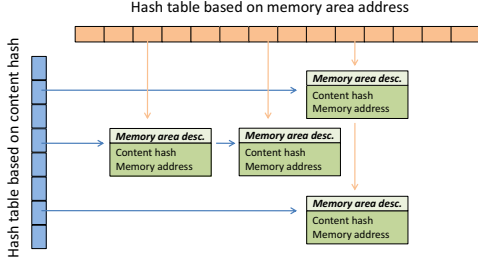 Hash table based on memory area address
Hash table based on content hash
Memory area desc.
Content hash
Memory address
Memory area desc.
Content hash
Memory address
Memory area desc.
Content hash
Memory address
Memory area desc.
Content hash
Memory address